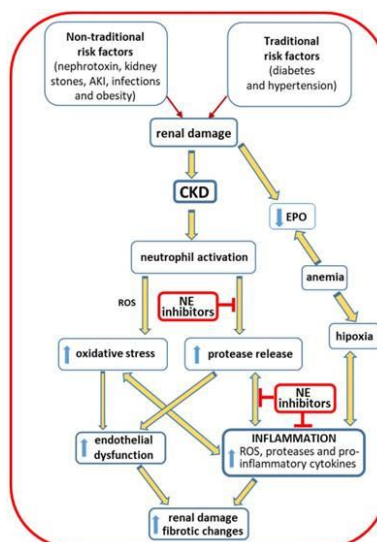 Non-traditional
risk factors
(nephrotoxin, kidney
stones, AKI, infections
and obesity)
Traditional
risk factors
(diabetes
and hypertension)
renal damage
CKD
EPO
neutrophil activation
anemia
ROS
NE
inhibitors
hypoxia
oxidative stress
protease release
NE
inhibitors
endothelial
dysfunction
INFLAMMATION
ROS, proteases and pro-
inflammatory cytokines
renal damage
fibrotic changes